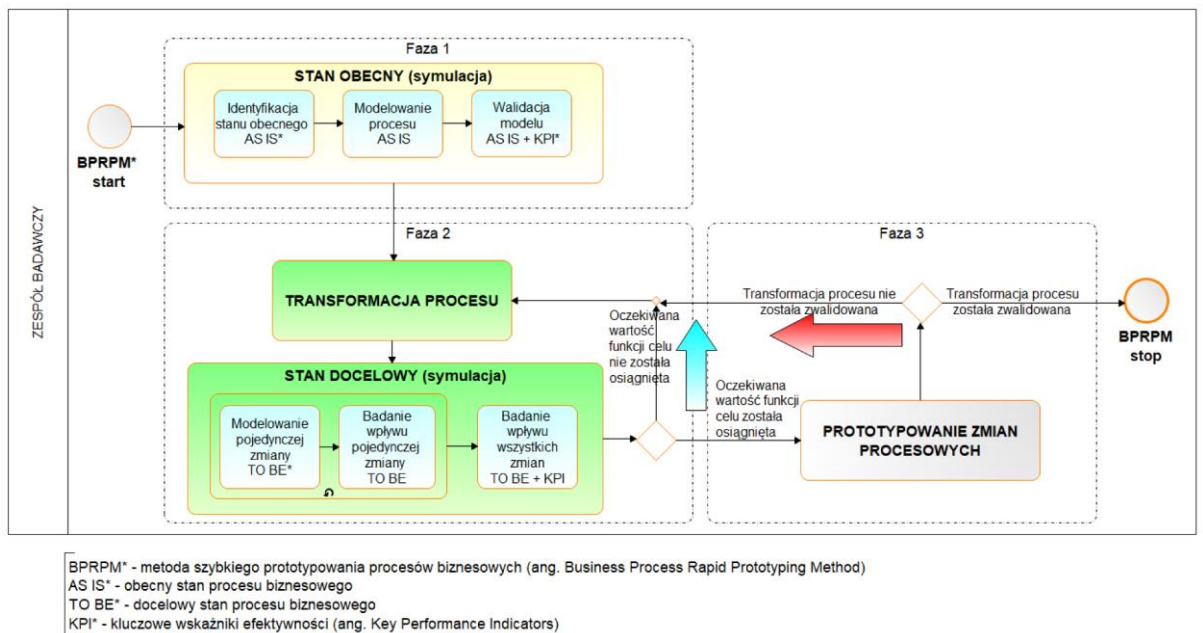 ZESPÓŁ BADAWCZY
BPRPM*
start
Faza 1
STAN OBECNY (symulacja)
Identyfikacja
stanu obecnego
AS IS*
Modelowanie
procesu
AS IS
Walidacja
modelu
AS IS + KPI*
Faza 2
TRANSFORMACJA PROCESU
STAN DOCELOWY (symulacja)
Modelowanie
pojedynczej
zmiany
TO BE*
Badanie
wpływu
pojedynczej
zmiany
TO BE
Badanie
wpływu
wszystkich
zmian
TO BE + KPI
Oczekiwana
wartość
funkcji celu
nie została
osiągnięta
Faza 3
Oczekiwana
wartość funkcji
celu została
osiągnięta
PROTOTYPOWANIE ZMIAN
PROCESOWYCH
Transformacja procesu nie
została zwalidowana
Transformacja procesu
została zwalidowana
BPRPM
stop
BPRPM* - metoda szybkiego prototypowania procesów biznesowych (ang. Business Process Rapid Prototyping Method)
AS IS* - obecny stan procesu biznesowego
TO BE* - docelowy stan procesu biznesowego
KPI* - kluczowe wskaźniki efektywności (ang. Key Performance Indicators)